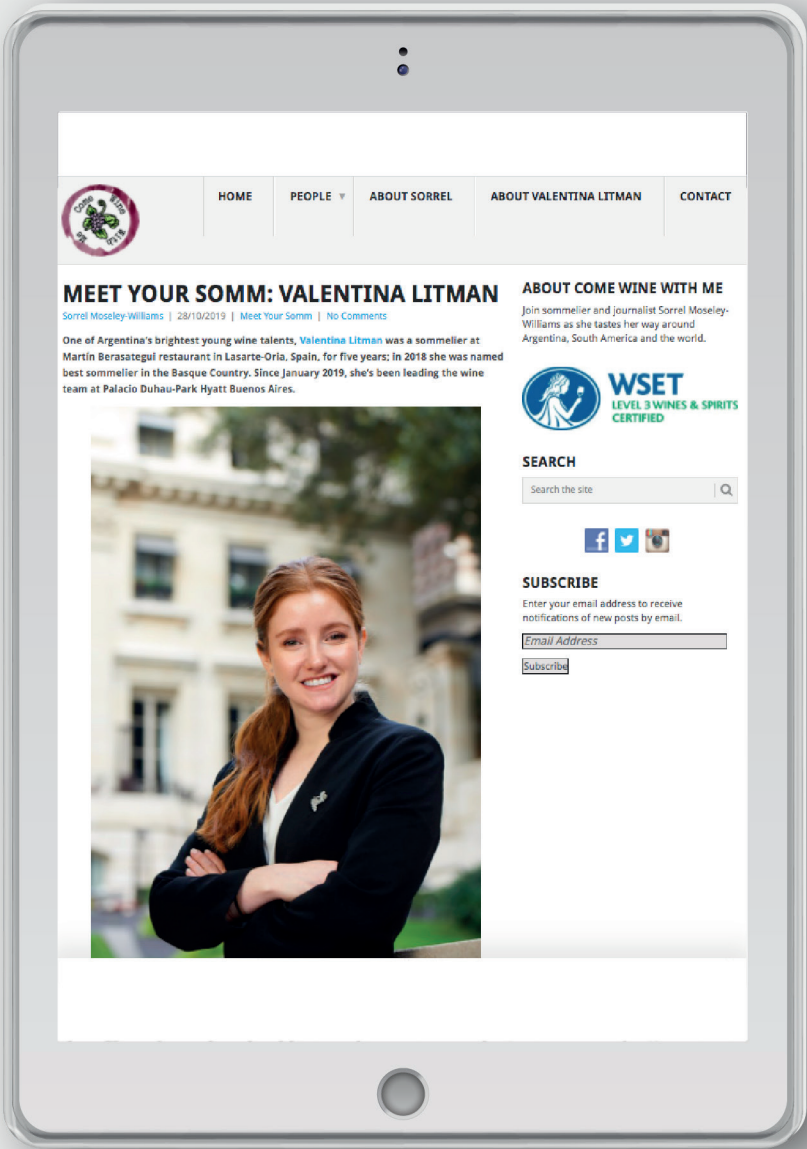 Come Wine
HOME
PEOPLE ▼
ABOUT SORREL
ABOUT VALENTINA LITMAN
CONTACT
MEET YOUR SOMM: VALENTINA LITMAN
Sorrel Moseley-Williams | 28/10/2019 | Meet Your Somm | No Comments
One of Argentina's brightest young wine talents, Valentina Litman was a sommelier at
Martín Berasategui restaurant in Lasarte-Oria, Spain, for five years; in 2018 she was named
best sommelier in the Basque Country. Since January 2019, she's been leading the wine
team at Palacio Duhau-Park Hyatt Buenos Aires.
ABOUT COME WINE WITH ME
Join sommelier and journalist Sorrel Moseley-
Williams as she tastes her way around
Argentina, South America and the world.
WSET
LEVEL 3 WINES & SPIRITS
CERTIFIED
SEARCH
Search the site
SUBSCRIBE
Enter your email address to receive
notifications of new posts by email.
Email Address
Subscribe